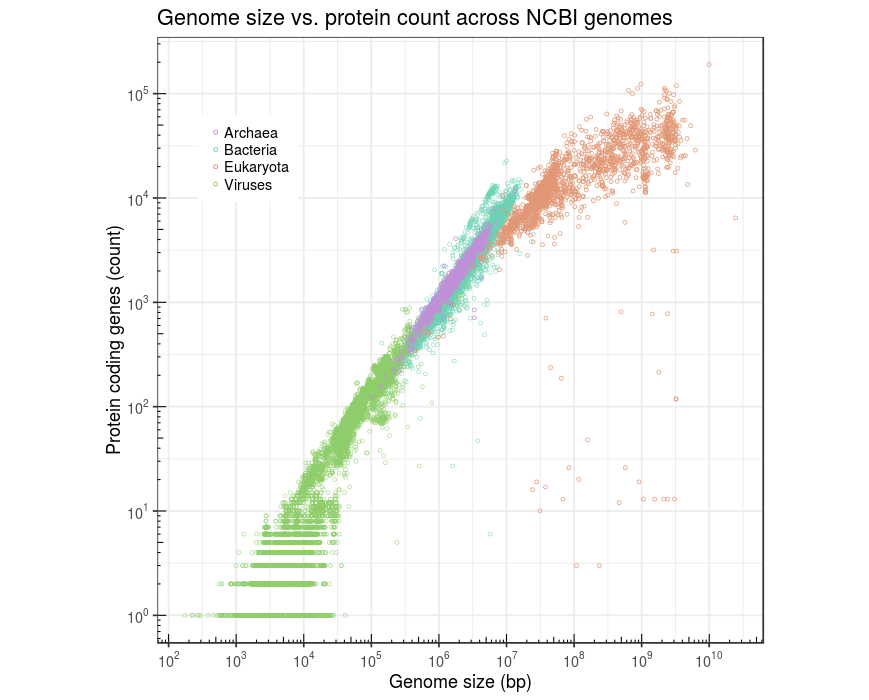 Genome size vs. protein count across NCBI genomes
Protein coding genes (count)
10⁵
10⁴
10³
10²
10¹
10⁰
Archaea
Bacteria
Eukaryota
Viruses
10² 10³ 10⁴ 10⁵ 10⁶ 10⁷ 10⁸ 10⁹ 10¹⁰
Genome size (bp)